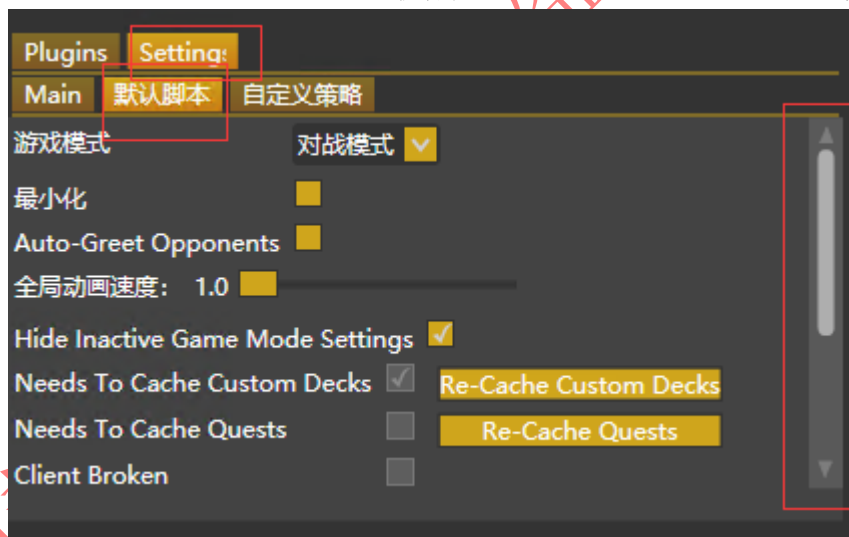 Plugins Settings
Main 默认脚本 自定义策略
游戏模式 对战模式
最小化
Auto-Greet Opponents
全局动画速度： 1.0
Hide Inactive Game Mode Settings
Needs To Cache Custom Decks Re-Cache Custom Decks
Needs To Cache Quests Re-Cache Quests
Client Broken